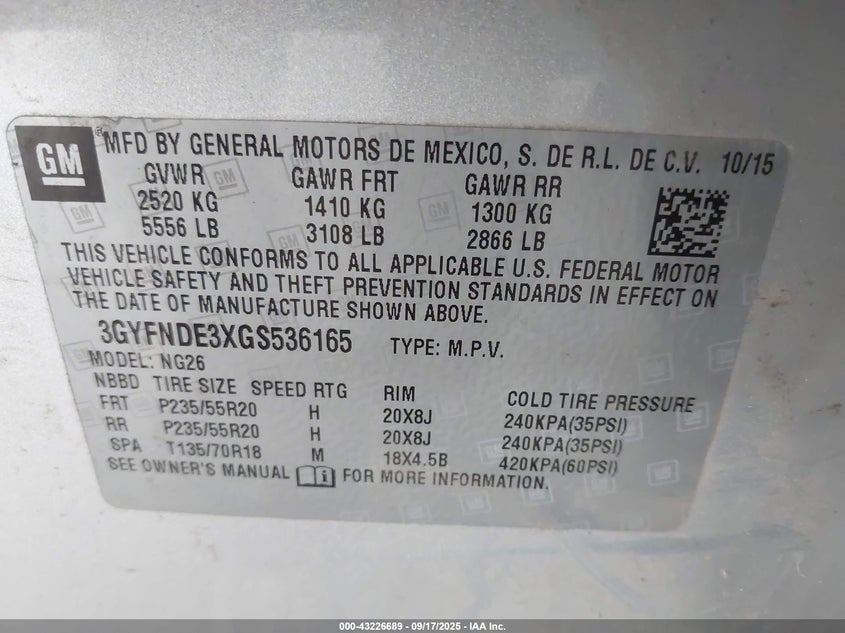 GM ® MFD BY GENERAL MOTORS DE MEXICO, S. DE R.L. DE C.V. 10/15
GVWR GAWR FRT GAWR RR
2520 KG 1410 KG 1300 KG
5556 LB 3108 LB 2866 LB
THIS VEHICLE CONFORMS TO ALL APPLICABLE U.S. FEDERAL MOTOR
VEHICLE SAFETY AND THEFT PREVENTION STANDARDS IN EFFECT ON
THE DATE OF MANUFACTURE SHOWN ABOVE.
3GYFNDE3XGS536165 TYPE: M.P.V.
MODEL: NG26
NBBD TIRE SIZE SPEED RTG RIM COLD TIRE PRESSURE
FRT P235/55R20 H 20X8J 240KPA(35PSI)
RR P235/55R20 H 20X8J 240KPA(35PSI)
SPA T135/70R18 M 18X4.5B 420KPA(60PSI)
SEE OWNER'S MANUAL FOR MORE INFORMATION.
000-43226689 - 09/17/2025 - IAA Inc.